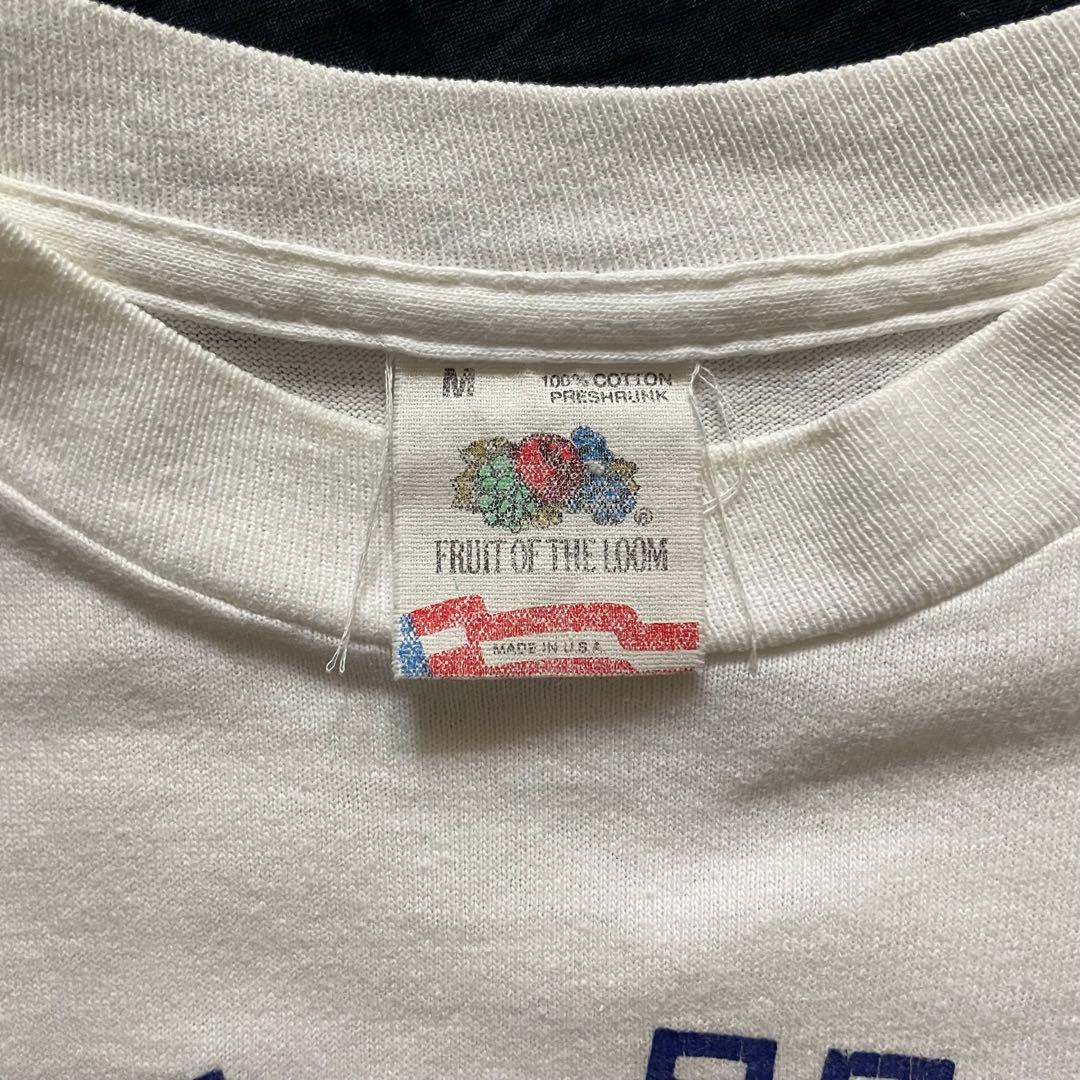 M
100% COTTON
PRESHRUNK
®
FRUIT OF THE LOOM
MADE IN U.S.A.